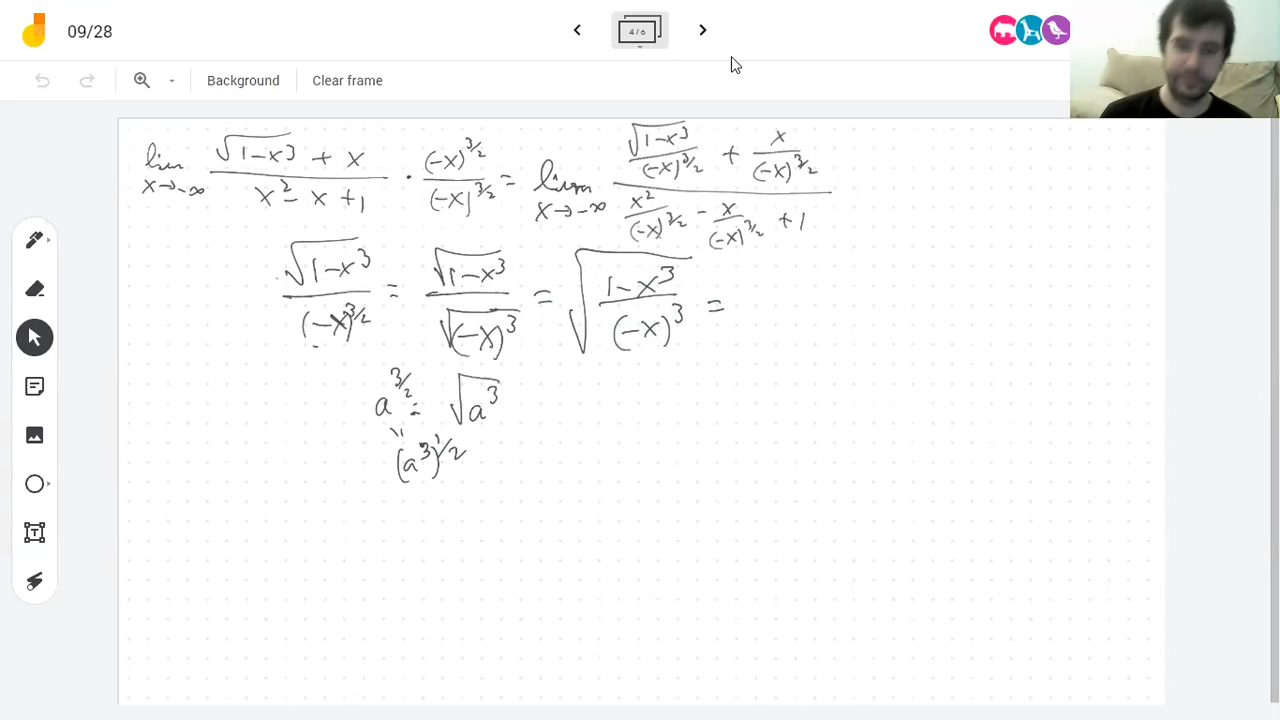 09/28
4 / 6
Background
Clear frame
lim x→-∞ (√(1-x³) + x)/(x² - x + 1) · (-x)^(3/2)/(-x)^(3/2) = lim x→-∞ (√(1-x³)/(-x)^(3/2) + x/(-x)^(3/2))/(x²/(-x)^(3/2) - x/(-x)^(3/2) + 1)
√(1-x³)/(-x)^(3/2) = √(1-x³)/√((-x)³) = √((1-x³)/(-x)³) =
a^(3/2) = √(a³)
"
(a³)^(1/2)